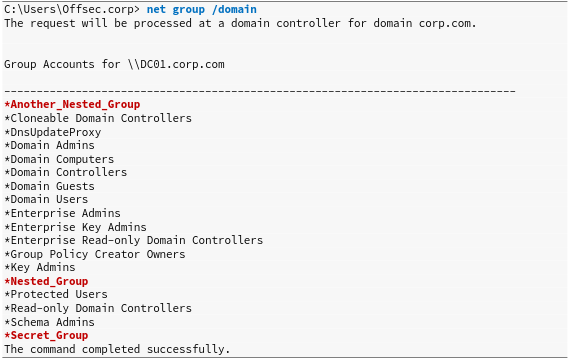 C:\Users\Offsec.corp> net group /domain
The request will be processed at a domain controller for domain corp.com.
Group Accounts for \\DC01.corp.com
-------------------------------------------------------------------------------
*Another_Nested_Group
*Cloneable Domain Controllers
*DnsUpdateProxy
*Domain Admins
*Domain Computers
*Domain Controllers
*Domain Guests
*Domain Users
*Enterprise Admins
*Enterprise Key Admins
*Enterprise Read-only Domain Controllers
*Group Policy Creator Owners
*Key Admins
*Nested_Group
*Protected Users
*Read-only Domain Controllers
*Schema Admins
*Secret_Group
The command completed successfully.